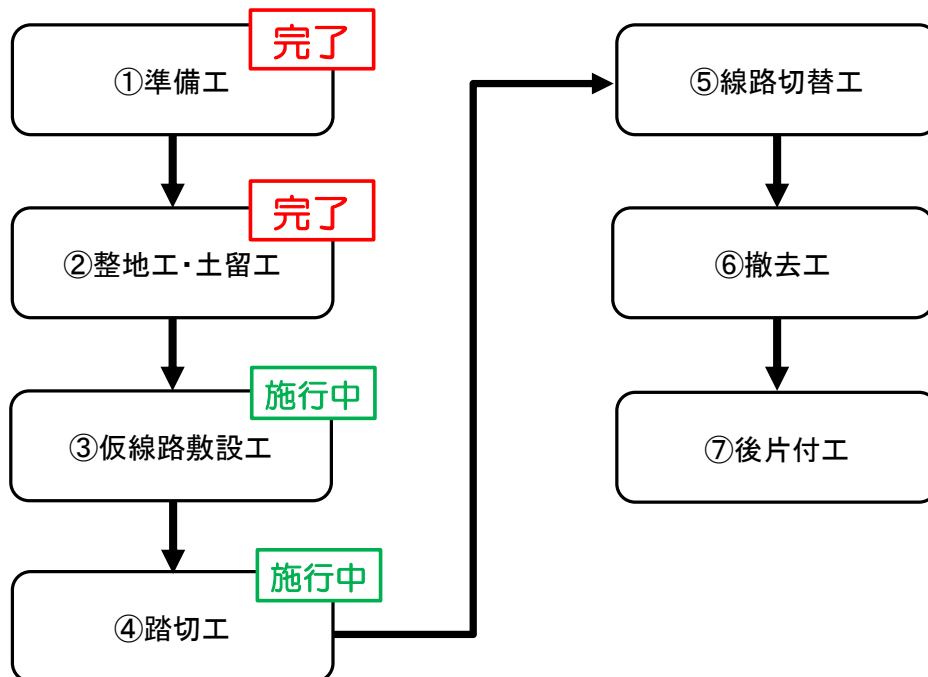 完了
①準備工
完了
②整地工・土留工
施行中
③仮線路敷設工
施行中
④踏切工
⑤線路切替工
⑥撤去工
⑦後片付工